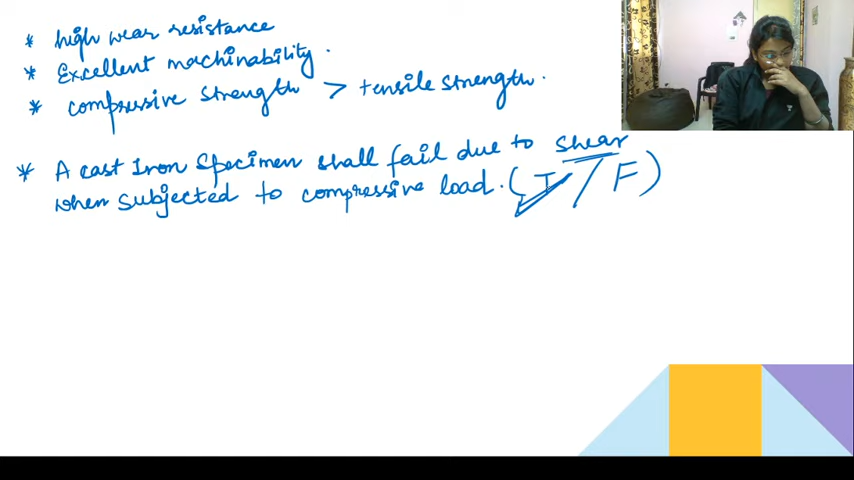 * high wear resistance
* Excellent machinability.
* compressive strength > tensile strength.
* A cast Iron specimen shall fail due to shear
when subjected to compressive load. (T / F)